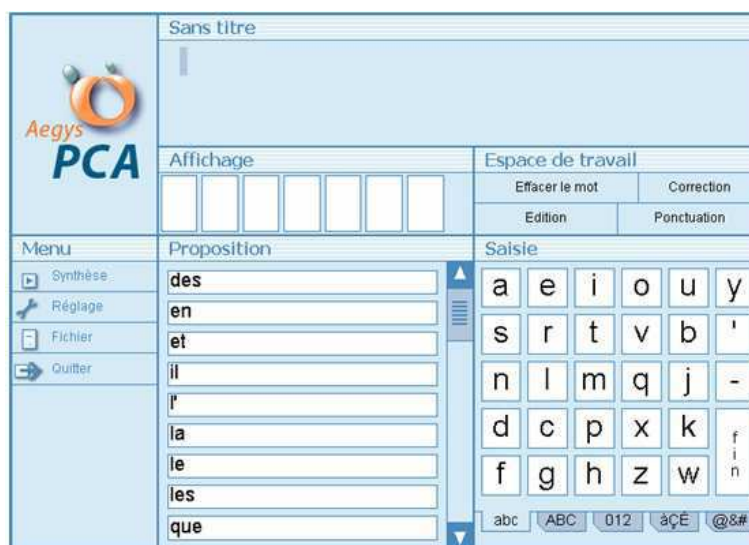 Sans titre
Aegys
PCA
Affichage
Espace de travail
Effacer le mot Correction
Edition Ponctuation
Menu
Synthèse
Réglage
Fichier
Quitter
Proposition
des
en
et
il
l'
la
le
les
que
Saisie
a e i o u y
s r t v b '
n l m q j -
d c p x k
f g h z w
fin
abc ABC 012 àÇÉ @&#